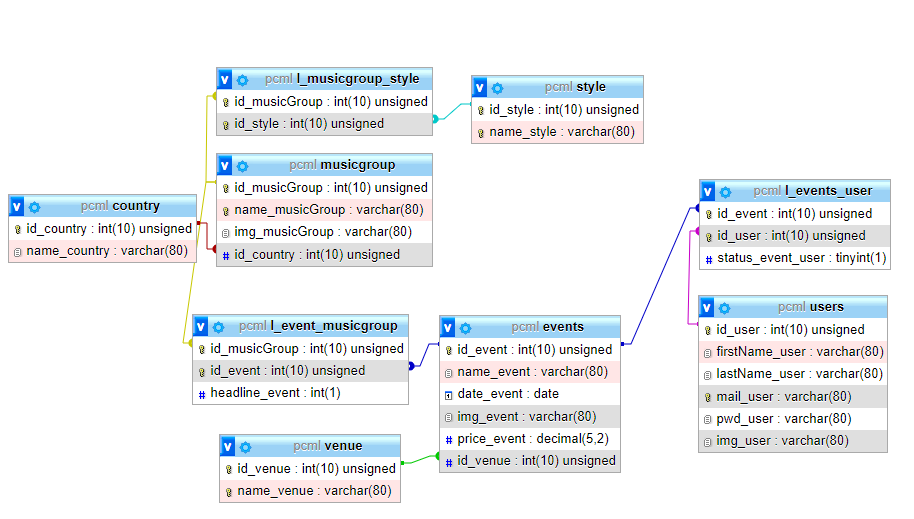 pcml l_musicgroup_style
id_musicGroup : int(10) unsigned
id_style : int(10) unsigned
pcml style
id_style : int(10) unsigned
name_style : varchar(80)
pcml musicgroup
id_musicGroup : int(10) unsigned
name_musicGroup : varchar(80)
img_musicGroup : varchar(80)
# id_country : int(10) unsigned
pcml country
id_country : int(10) unsigned
name_country : varchar(80)
pcml l_events_user
id_event : int(10) unsigned
id_user : int(10) unsigned
# status_event_user : tinyint(1)
pcml users
id_user : int(10) unsigned
firstName_user : varchar(80)
lastName_user : varchar(80)
mail_user : varchar(80)
pwd_user : varchar(80)
img_user : varchar(80)
pcml l_event_musicgroup
id_musicGroup : int(10) unsigned
id_event : int(10) unsigned
# headline_event : int(1)
pcml events
id_event : int(10) unsigned
name_event : varchar(80)
date_event : date
img_event : varchar(80)
# price_event : decimal(5,2)
# id_venue : int(10) unsigned
pcml venue
id_venue : int(10) unsigned
name_venue : varchar(80)